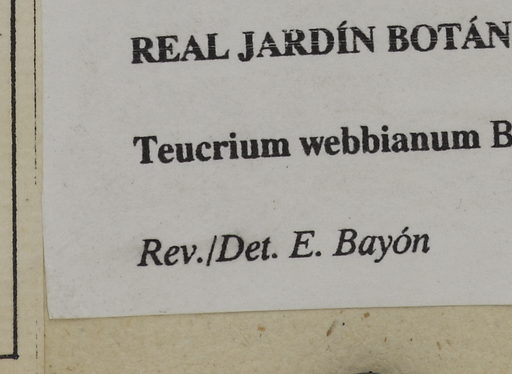 REAL JARDÍN BOTÁN
Teucrium webbianum B
Rev./Det. E. Bayón